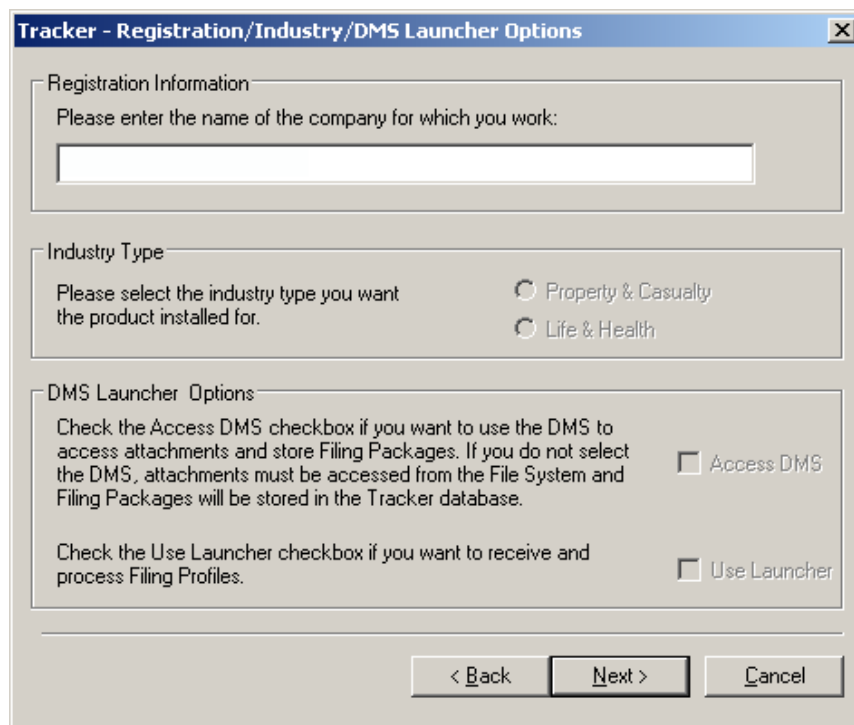 Tracker - Registration/Industry/DMS Launcher Options
Registration Information
Please enter the name of the company for which you work:
Industry Type
Please select the industry type you want
the product installed for.
Property & Casualty
Life & Health
DMS Launcher Options
Check the Access DMS checkbox if you want to use the DMS to
access attachments and store Filing Packages. If you do not select
the DMS, attachments must be accessed from the File System and
Filing Packages will be stored in the Tracker database.
Access DMS
Check the Use Launcher checkbox if you want to receive and
process Filing Profiles.
Use Launcher
< Back
Next >
Cancel